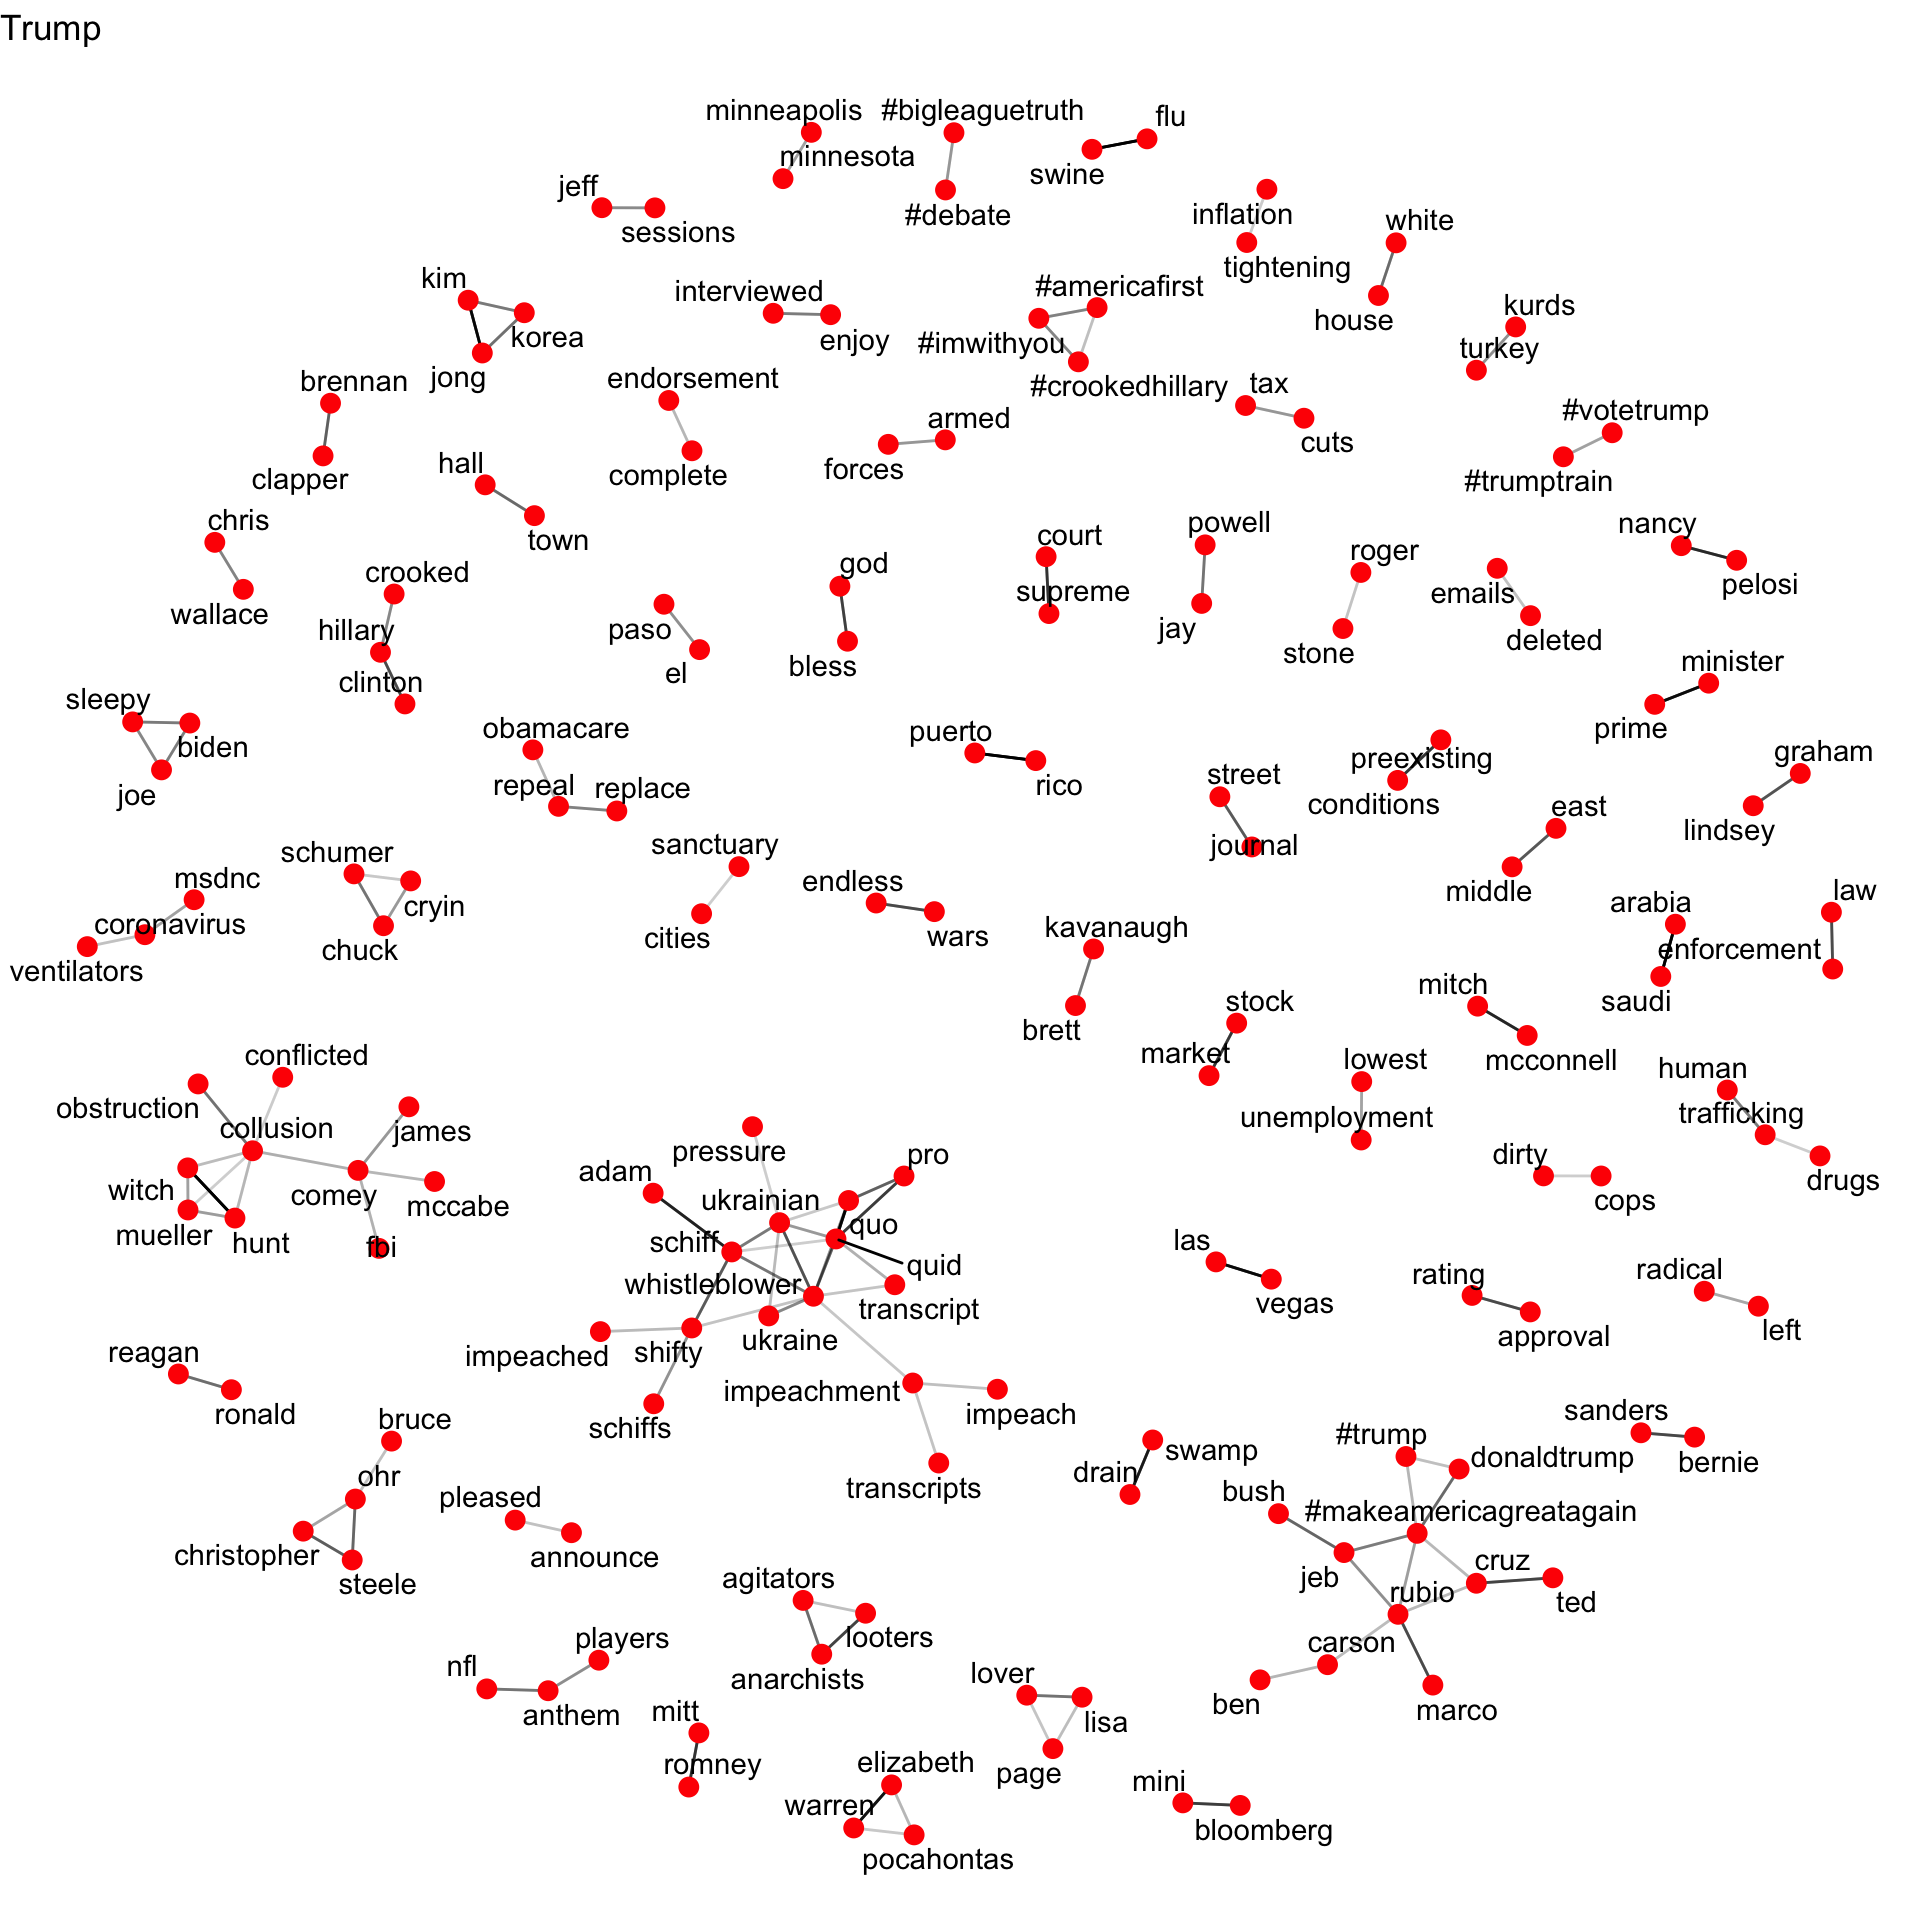 Trump
minneapolis
#bigleaguetruth
flu
minnesota
swine
jeff
#debate
inflation
white
sessions
tightening
kim
interviewed
#americafirst
kurds
house
korea
enjoy
#imwithyou
turkey
brennan
jong
endorsement
#crookedhillary
tax
#votetrump
armed
cuts
clapper
hall
complete
forces
#trumptrain
chris
town
court
powell
roger
nancy
crooked
god
supreme
emails
pelosi
wallace
hillary
paso
jay
stone
deleted
bless
el
clinton
minister
sleepy
obamacare
puerto
prime
biden
preexisting
graham
joe
repeal
replace
rico
street
conditions
east
lindsey
schumer
sanctuary
journal
msdnc
endless
middle
law
coronavirus
cryin
arabia
chuck
cities
wars
kavanaugh
enforcement
ventilators
mitch
saudi
stock
brett
conflicted
market
lowest
mcconnell
human
obstruction
collusion
james
unemployment
trafficking
pressure
pro
dirty
witch
comey
mccabe
adam
ukrainian
cops
drugs
mueller
hunt
fbi
schiff
quo
las
quid
whistleblower
transcript
vegas
rating
radical
ukraine
approval
left
reagan
impeached
shifty
impeachment
ronald
bruce
schiffs
impeach
sanders
#trump
donaldtrump
swamp
bernie
ohr
drain
pleased
transcripts
bush
#makeamericagreatagain
christopher
announce
cruz
steele
agitators
jeb
rubio
ted
players
looters
carson
nfl
anarchists
lover
ben
marco
anthem
mitt
lisa
romney
elizabeth
page
mini
warren
bloomberg
pocahontas